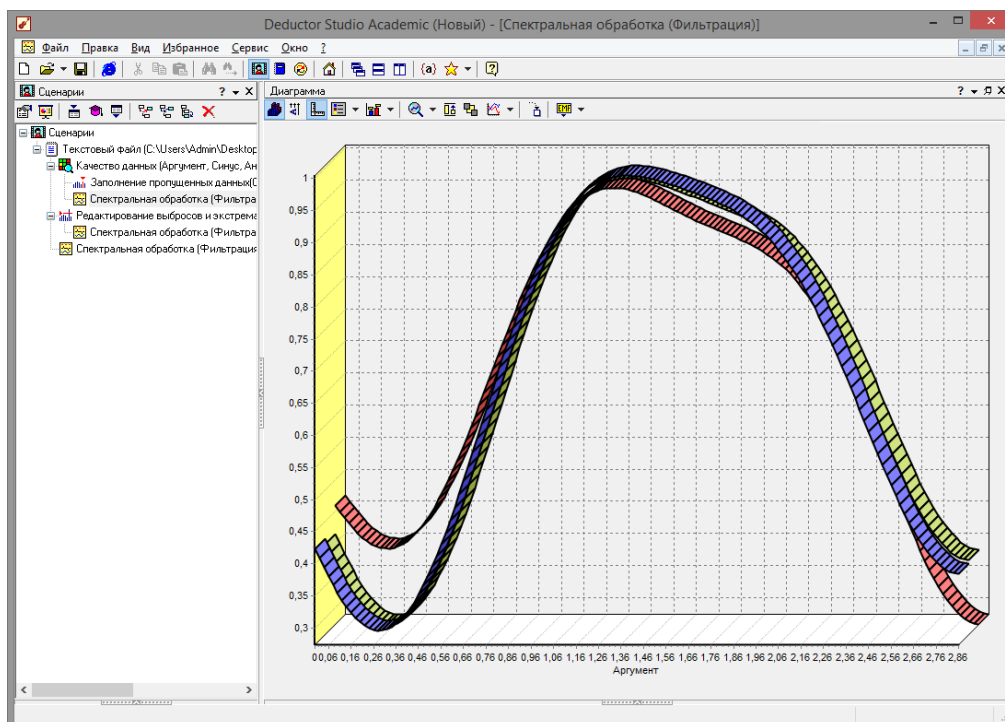 Deductor Studio Academic (Новый) - [Спектральная обработка (Фильтрация)]
Файл Правка Вид Избранное Сервис Окно ?
{a} ?
Сценарии ?
Диаграмма ?
EMF
Сценарии
Текстовый файл (C:\Users\Admin\Desktop
Качество данных (Аргумент, Синус, Ан
Заполнение пропущенных данных(С
Спектральная обработка (Фильтра
Редактирование выбросов и экстрема
Спектральная обработка (Фильтра
Спектральная обработка (Фильтрация
1
0,95
0,9
0,85
0,8
0,75
0,7
0,65
0,6
0,55
0,5
0,45
0,4
0,35
0,3
0 0,06 0,16 0,26 0,36 0,46 0,56 0,66 0,76 0,86 0,96 1,06 1,16 1,26 1,36 1,46 1,56 1,66 1,76 1,86 1,96 2,06 2,16 2,26 2,36 2,46 2,56 2,66 2,76 2,86
Аргумент